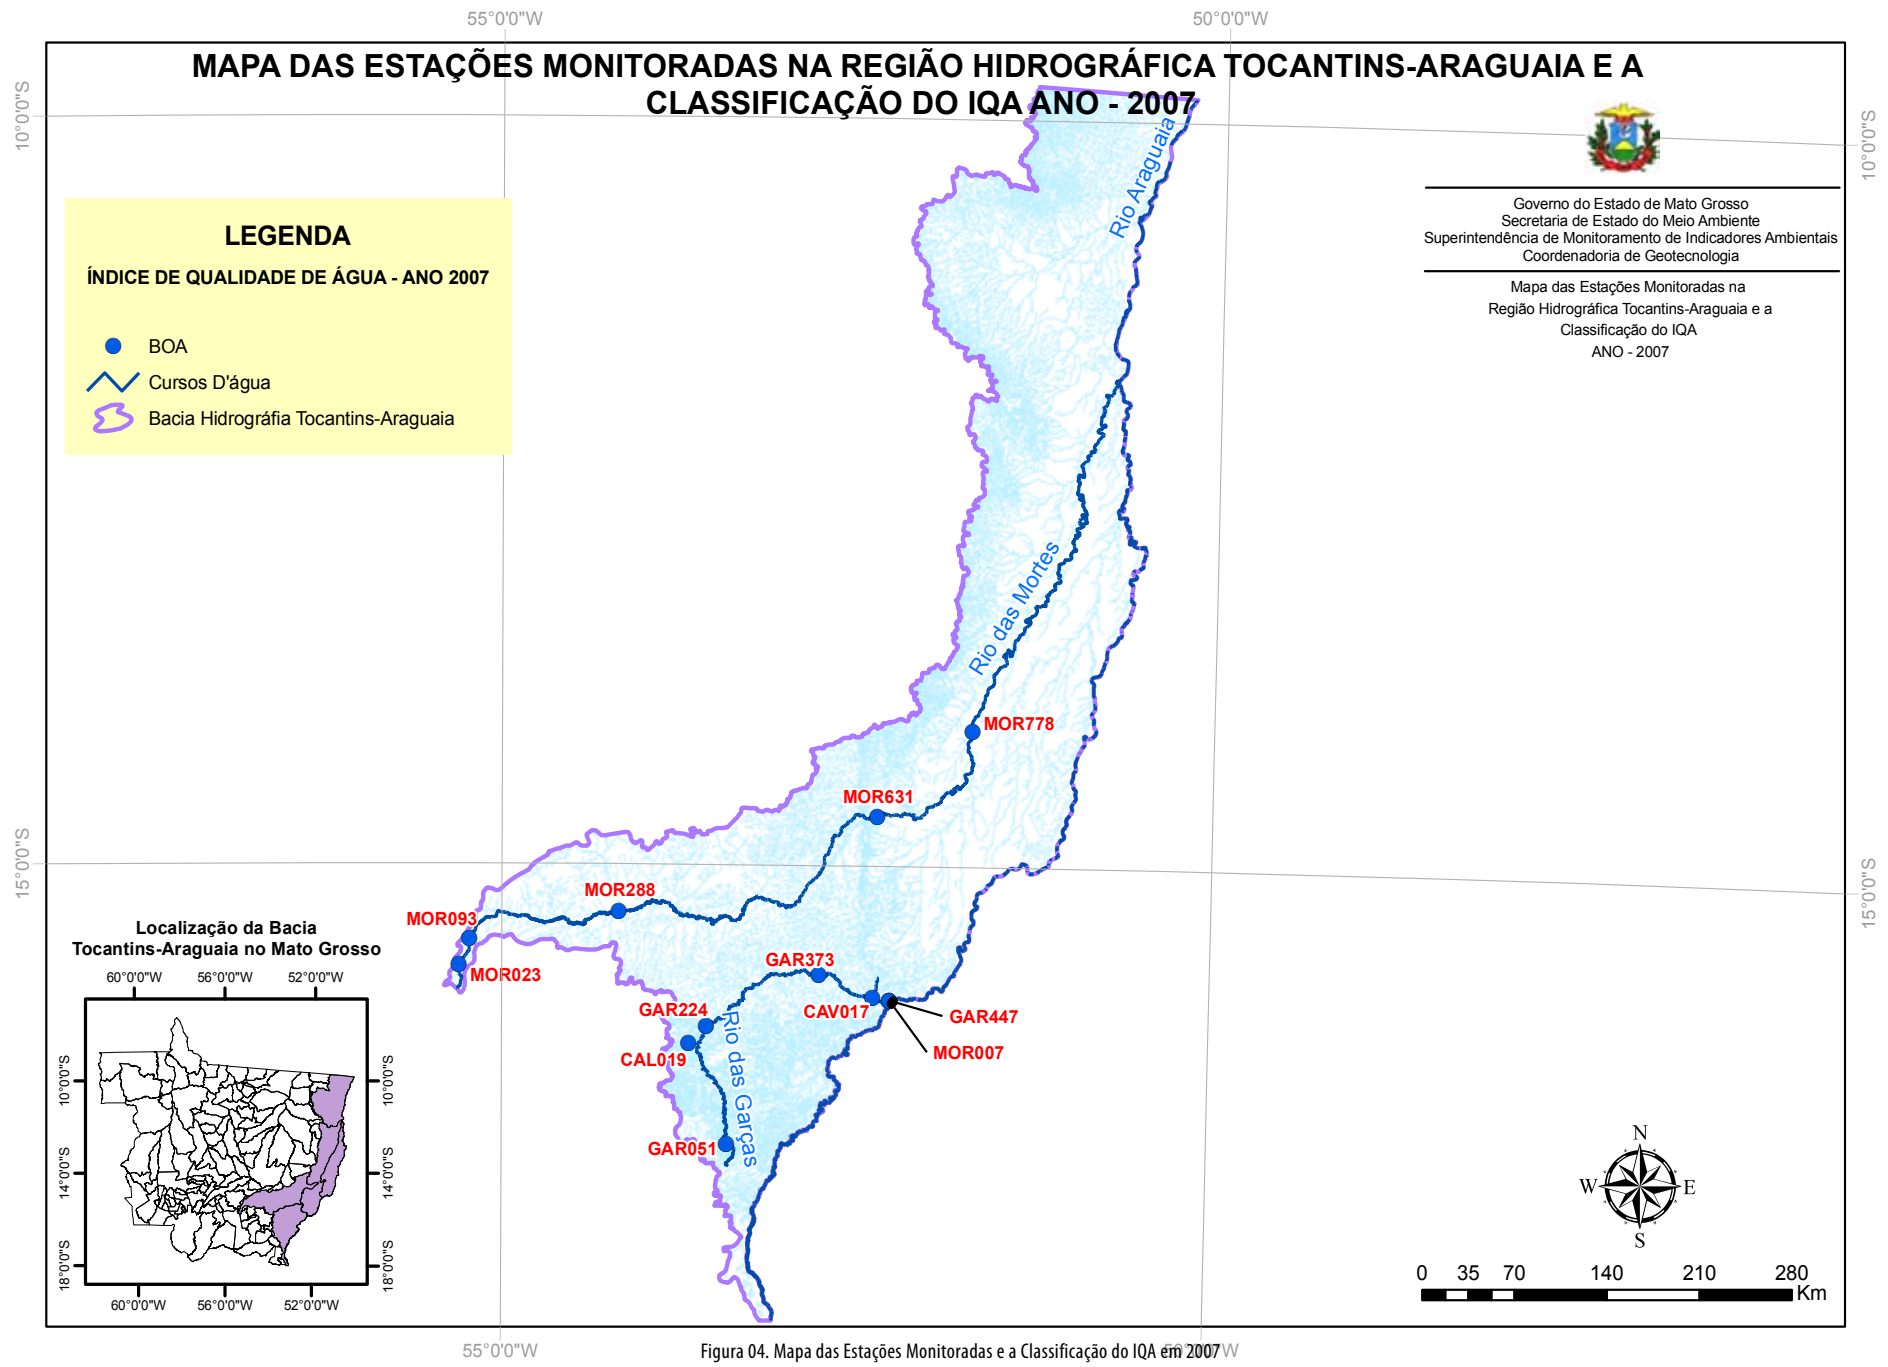 55°0'0"W
50°0'0"W
MAPA DAS ESTAÇÕES MONITORADAS NA REGIÃO HIDROGRÁFICA TOCANTINS-ARAGUAIA E A
CLASSIFICAÇÃO DO IQA ANO - 2007
10°0'0"S
10°0'0"S
Governo do Estado de Mato Grosso
Secretaria de Estado do Meio Ambiente
Superintendência de Monitoramento de Indicadores Ambientais
Coordenadoria de Geotecnologia
Mapa das Estações Monitoradas na
Região Hidrográfica Tocantins-Araguaia e a
Classificação do IQA
ANO - 2007
LEGENDA
ÍNDICE DE QUALIDADE DE ÁGUA - ANO 2007
BOA
Cursos D'água
Bacia Hidrográfia Tocantins-Araguaia
Rio Araguaia
Rio das Mortes
MOR778
MOR631
15°0'0"S
15°0'0"S
MOR288
MOR093
MOR023
GAR373
GAR224
CAV017
GAR447
MOR007
CAL019
Rio das Garças
GAR051
Localização da Bacia
Tocantins-Araguaia no Mato Grosso
60°0'0"W
56°0'0"W
52°0'0"W
10°0'0"S
10°0'0"S
14°0'0"S
14°0'0"S
18°0'0"S
18°0'0"S
60°0'0"W
56°0'0"W
52°0'0"W
N
W
E
S
0 35 70 140 210 280
Km
55°0'0"W
50°0'0"W
Figura 04. Mapa das Estações Monitoradas e a Classificação do IQA em 2007